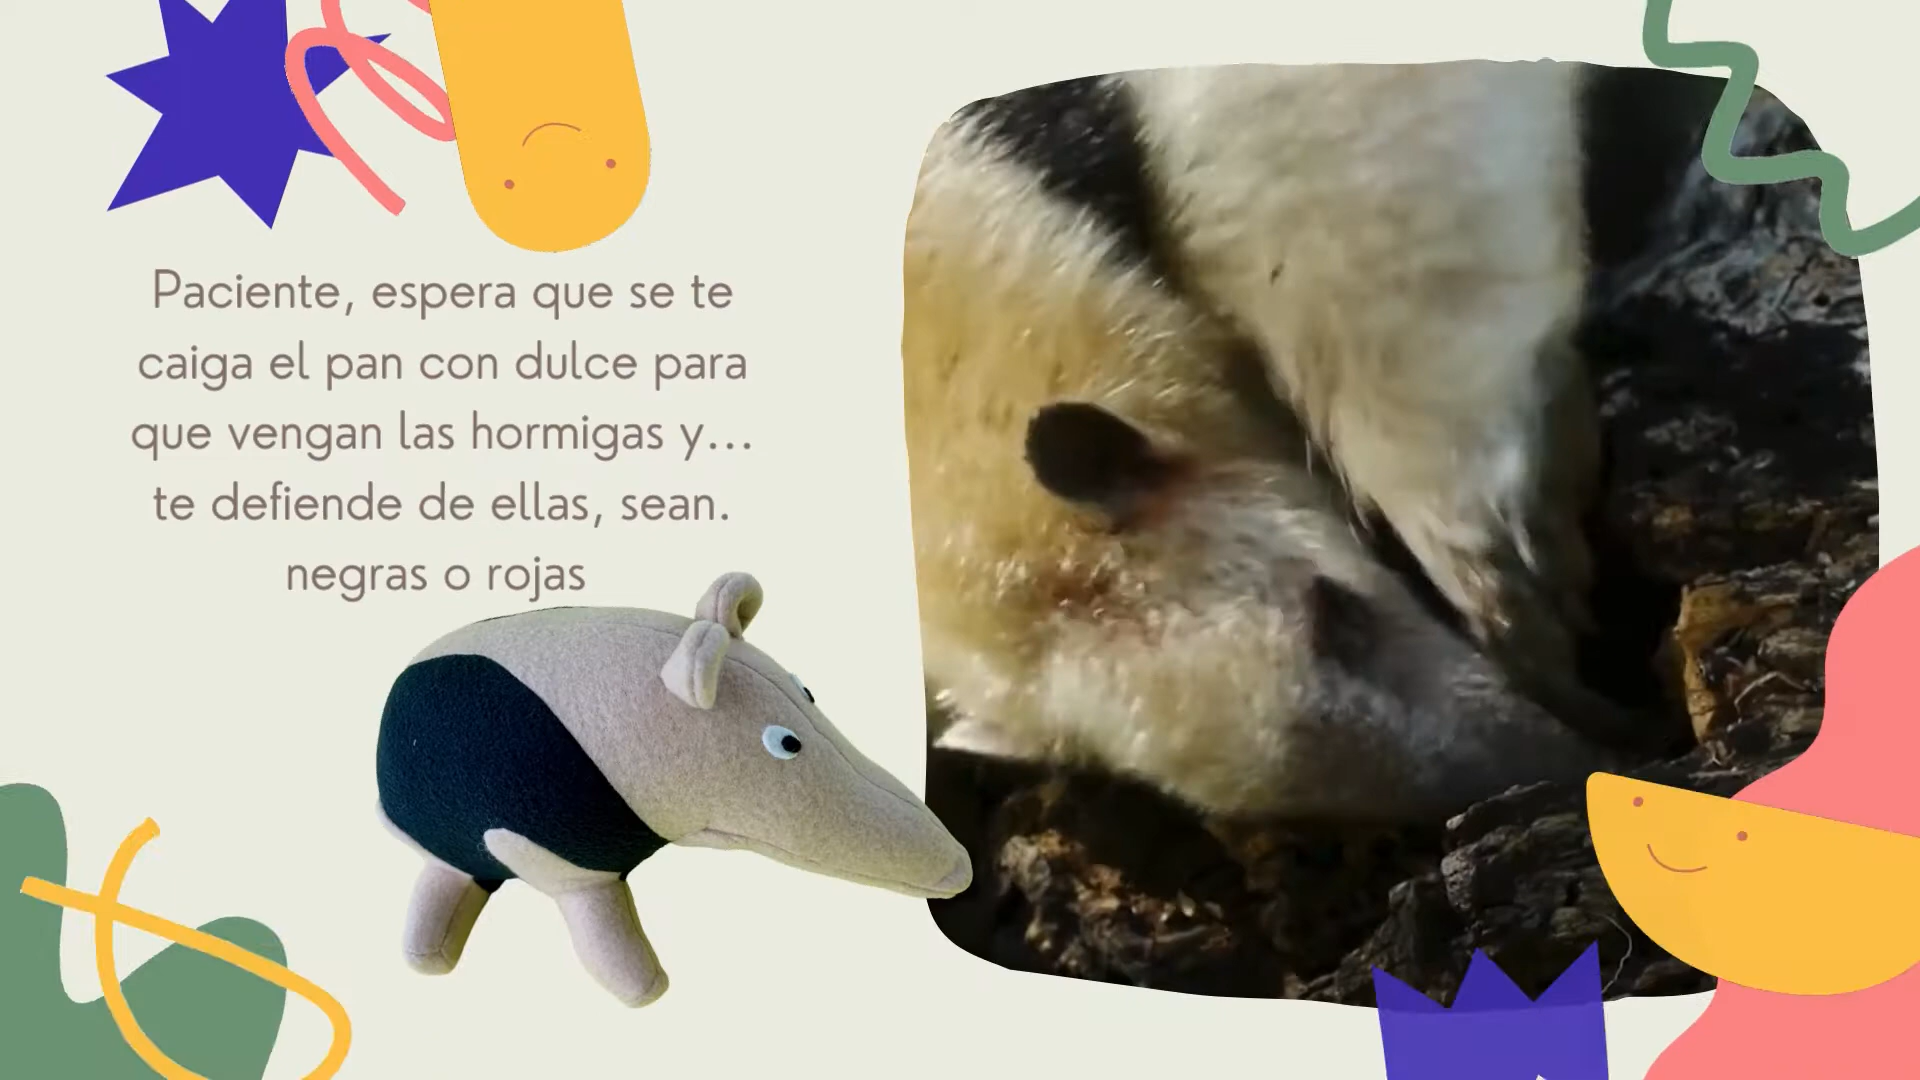 Paciente, espera que se te
caiga el pan con dulce para
que vengan las hormigas y...
te defiende de ellas, sean.
negras o rojas